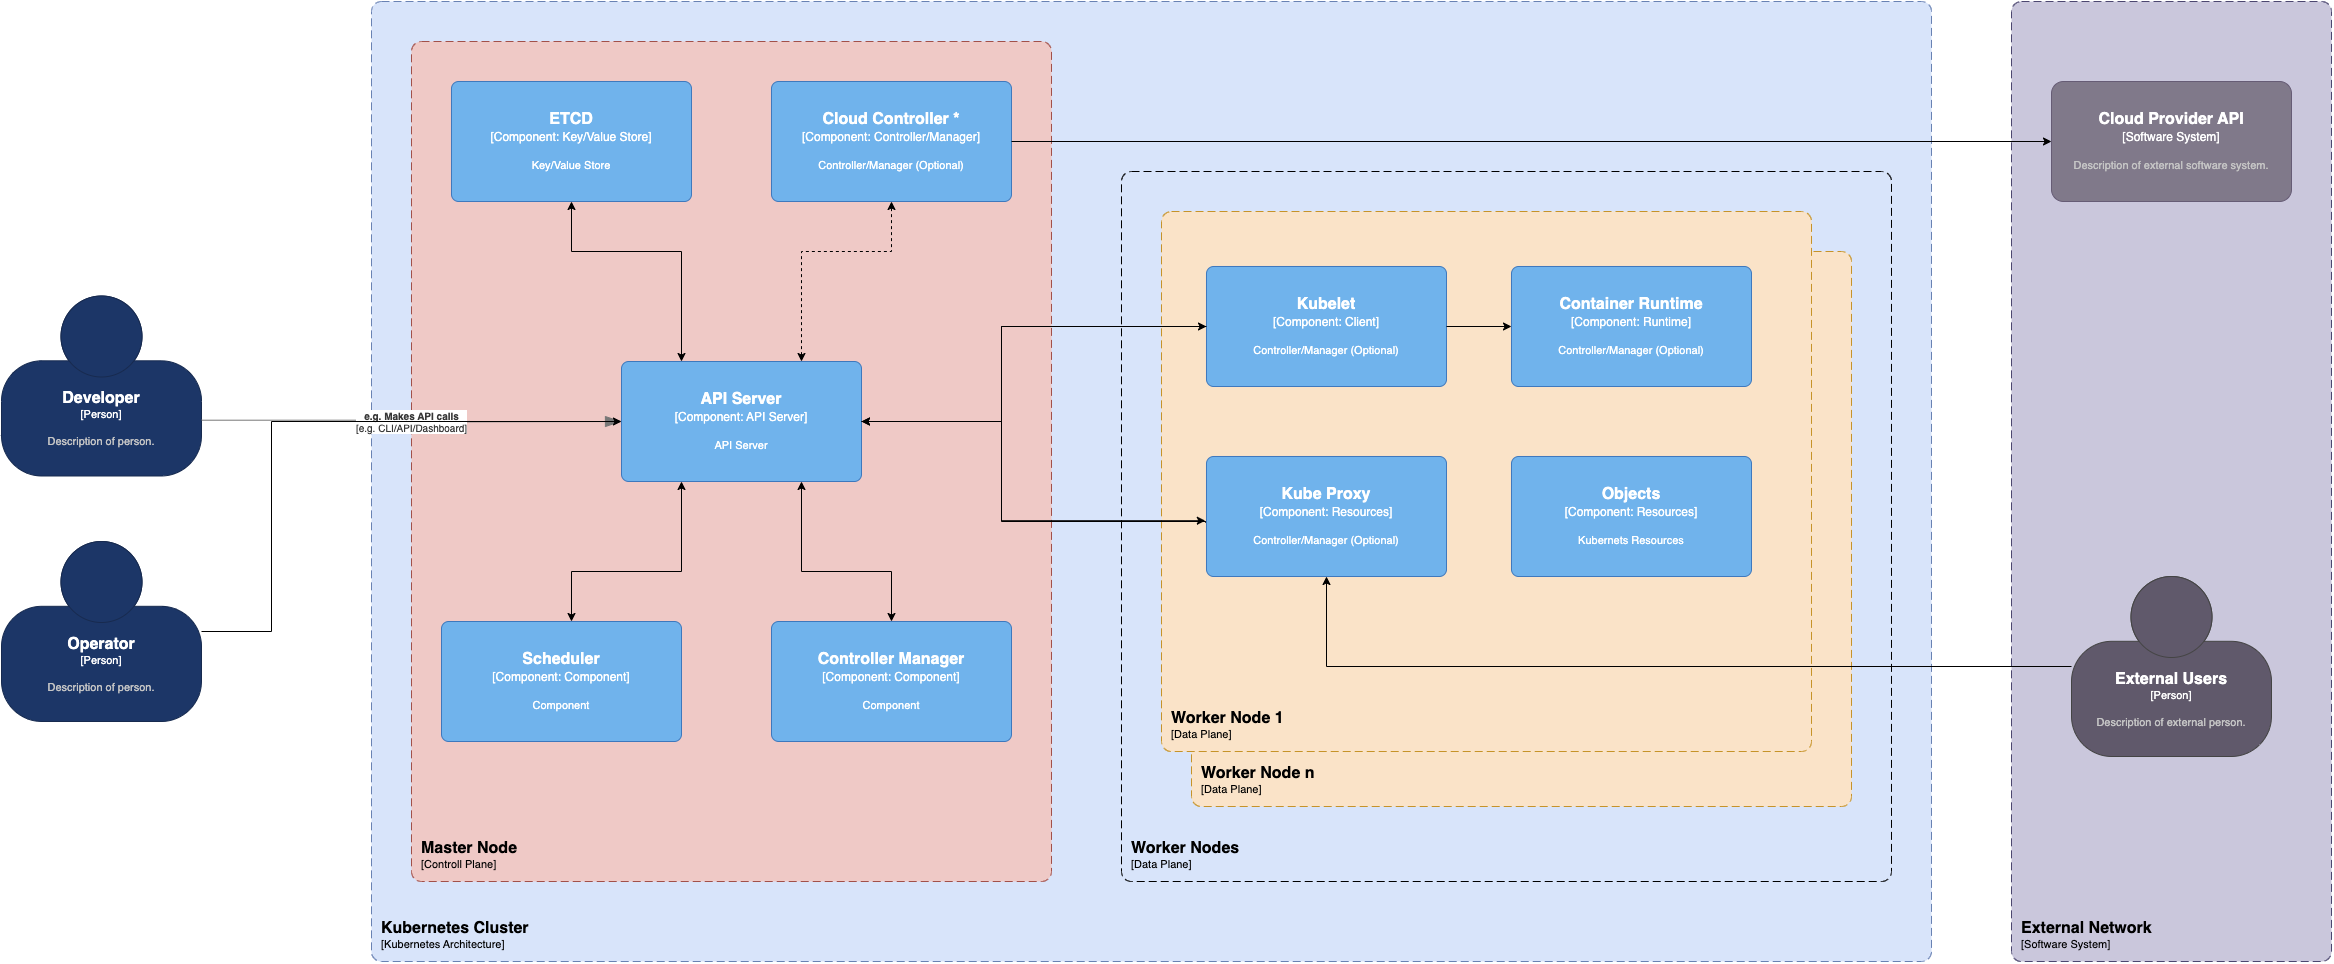 ETCD
[Component: Key/Value Store]
Key/Value Store
Cloud Controller *
[Component: Controller/Manager]
Controller/Manager (Optional)
Cloud Provider API
[Software System]
Description of external software system.
Kubelet
[Component: Client]
Controller/Manager (Optional)
Container Runtime
[Component: Runtime]
Controller/Manager (Optional)
Developer
[Person]
Description of person.
e.g. Makes API calls
[e.g. CLI/API/Dashboard]
API Server
[Component: API Server]
API Server
Kube Proxy
[Component: Resources]
Controller/Manager (Optional)
Objects
[Component: Resources]
Kubernets Resources
Operator
[Person]
Description of person.
Scheduler
[Component: Component]
Component
Controller Manager
[Component: Component]
Component
External Users
[Person]
Description of external person.
Worker Node 1
[Data Plane]
Worker Node n
[Data Plane]
Master Node
[Controll Plane]
Worker Nodes
[Data Plane]
Kubernetes Cluster
[Kubernetes Architecture]
External Network
[Software System]